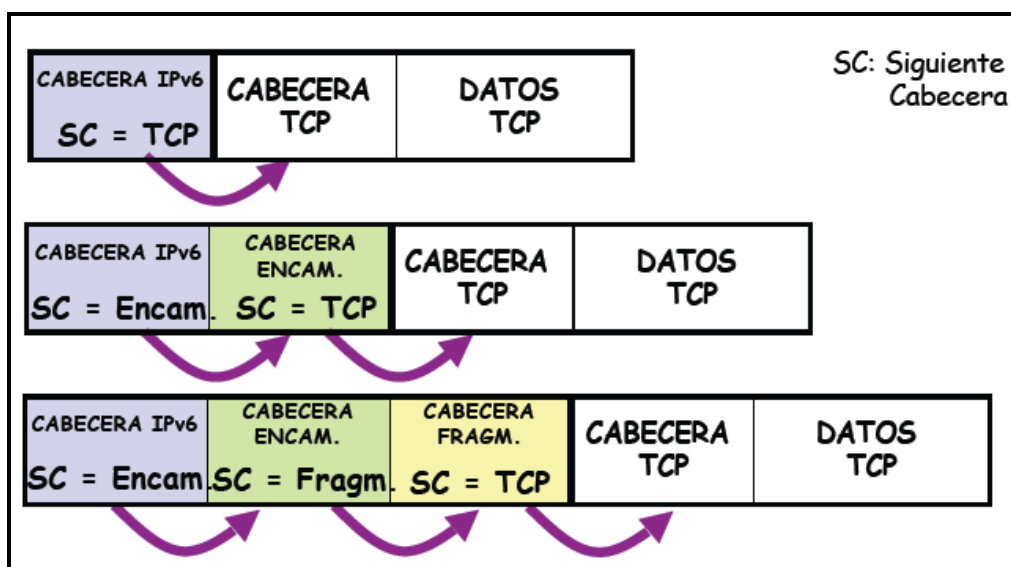 CABECERA IPv6
SC = TCP
CABECERA
TCP
DATOS
TCP
SC: Siguiente
Cabecera
CABECERA IPv6
SC = Encam.
CABECERA
ENCAM.
SC = TCP
CABECERA
TCP
DATOS
TCP
CABECERA IPv6
SC = Encam.
CABECERA
ENCAM.
SC = Fragm.
CABECERA
FRAGM.
SC = TCP
CABECERA
TCP
DATOS
TCP